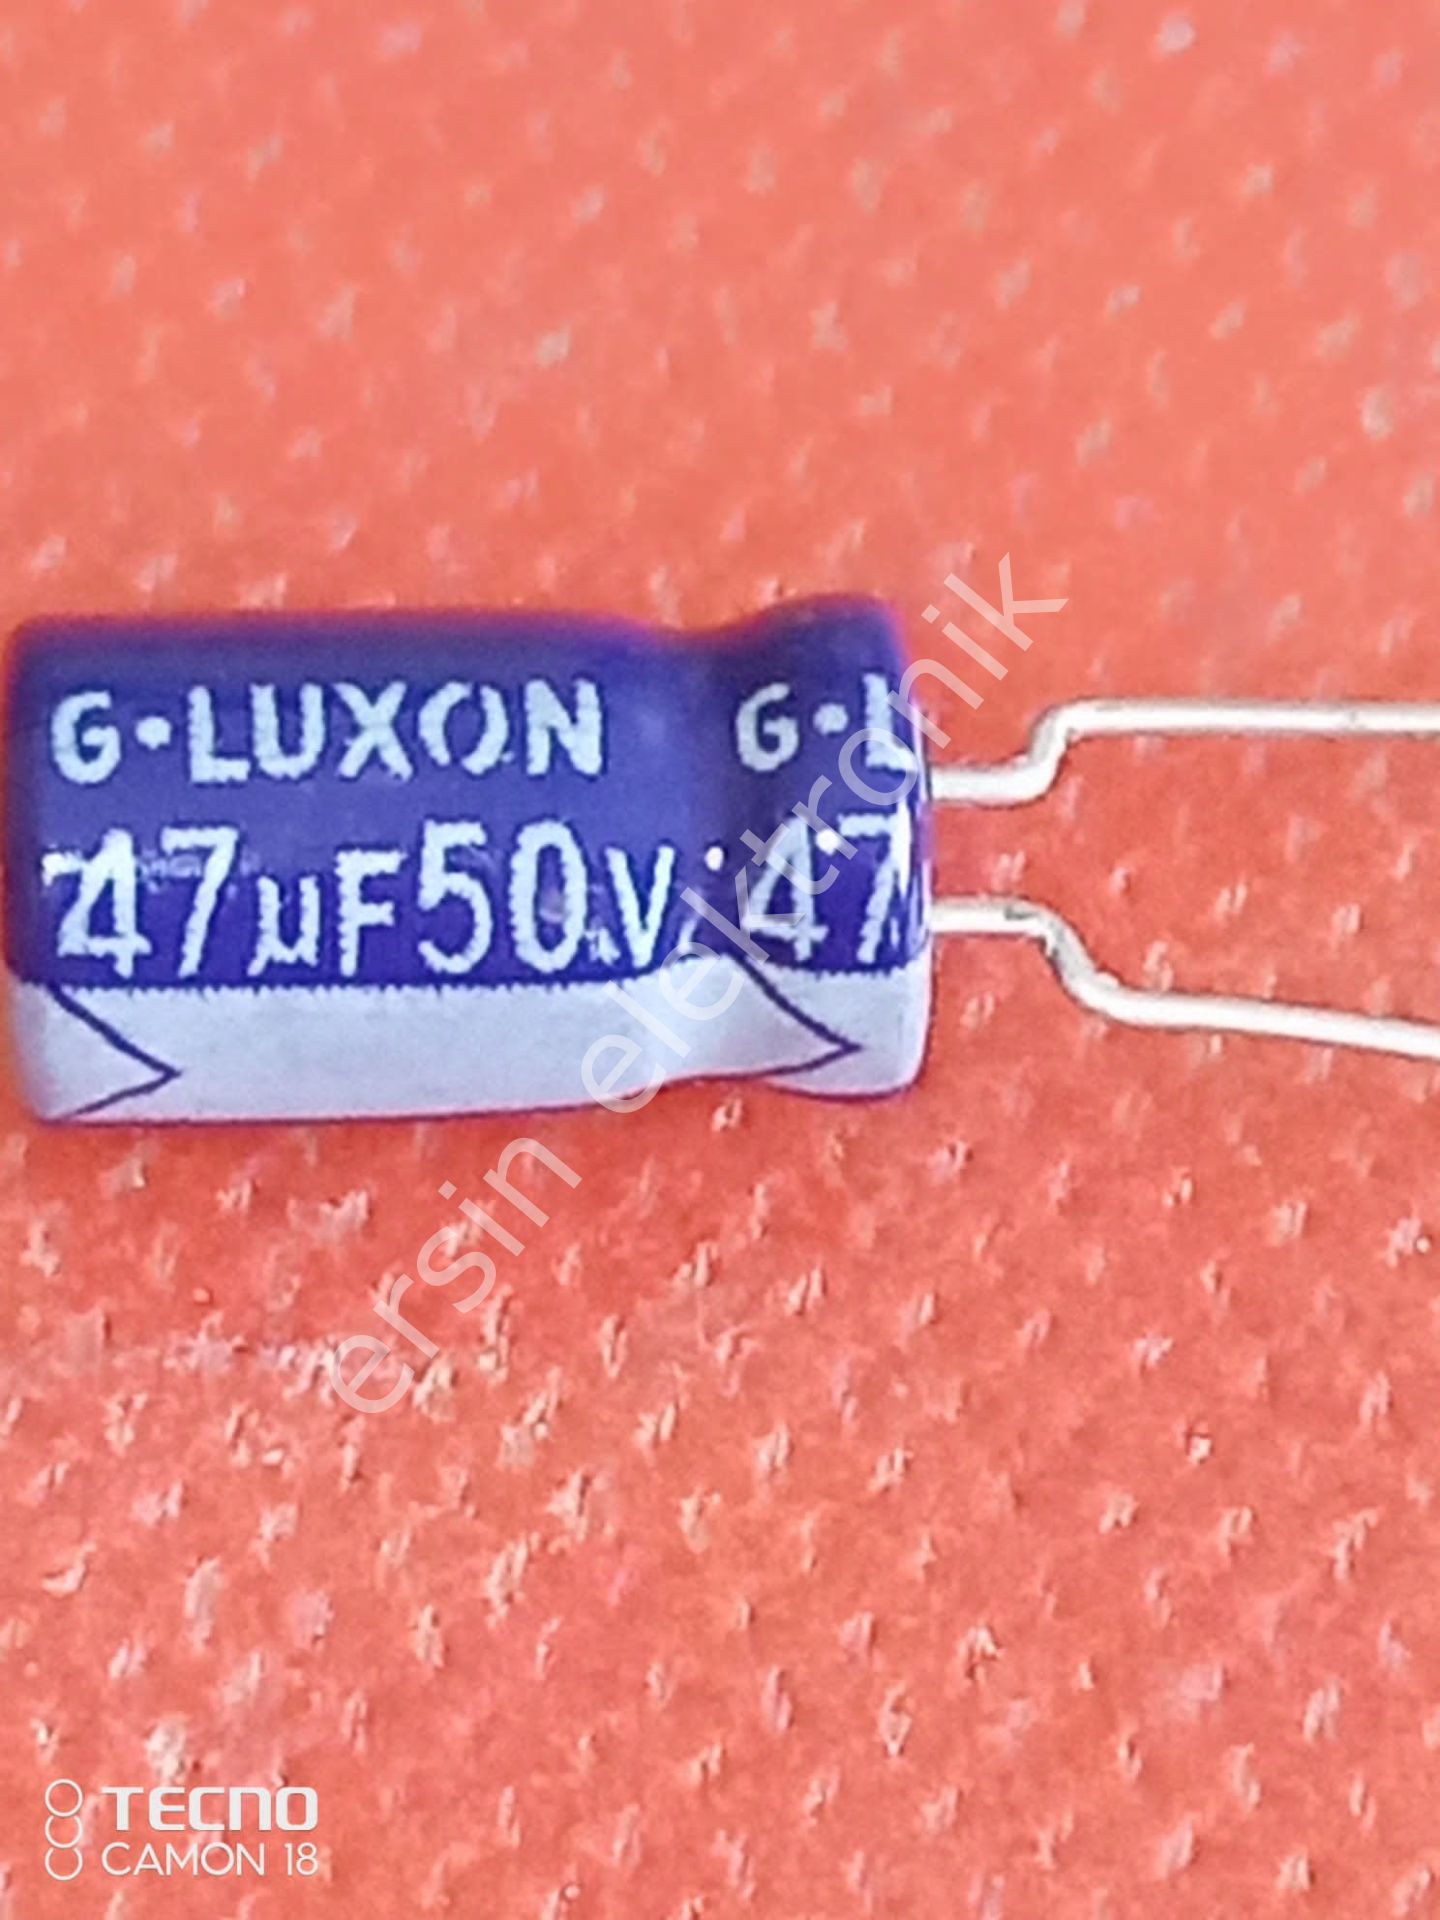 G·LUXON G·L
47µF50V 47
ersin elektronik
TECNO
CAMON 18